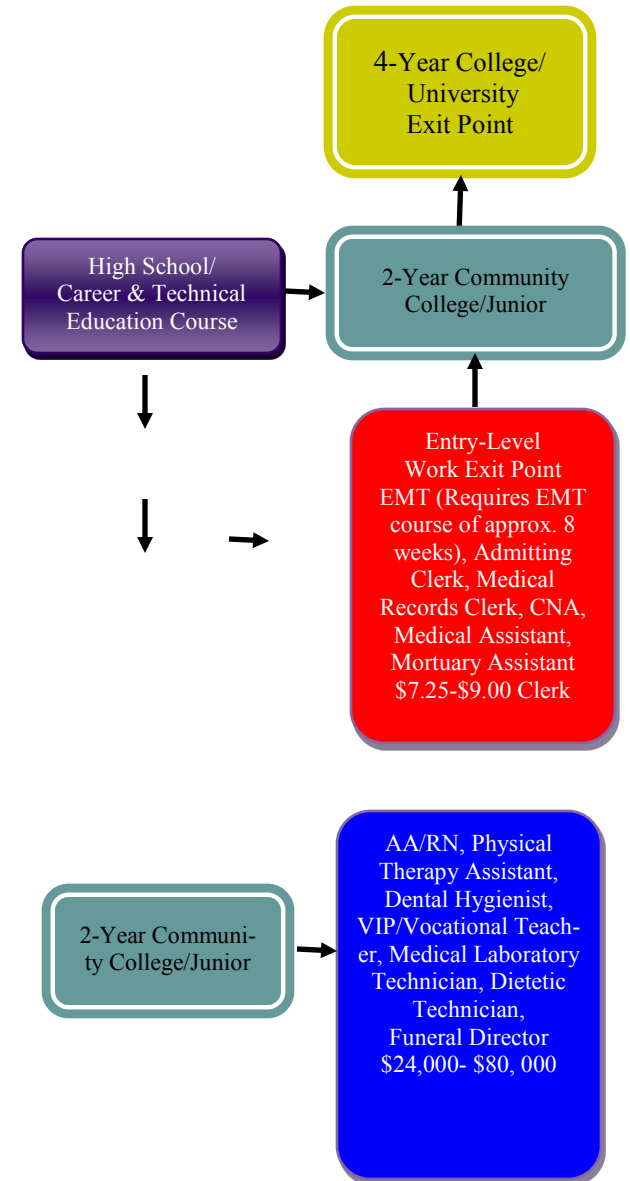 4-Year College/
University
Exit Point
High School/
Career & Technical
Education Course
2-Year Community
College/Junior
Entry-Level
Work Exit Point
EMT (Requires EMT
course of approx. 8
weeks), Admitting
Clerk, Medical
Records Clerk, CNA,
Medical Assistant,
Mortuary Assistant
$7.25-$9.00 Clerk
2-Year Communi-
ty College/Junior
AA/RN, Physical
Therapy Assistant,
Dental Hygienist,
VIP/Vocational Teach-
er, Medical Laboratory
Technician, Dietetic
Technician,
Funeral Director
$24,000- $80, 000